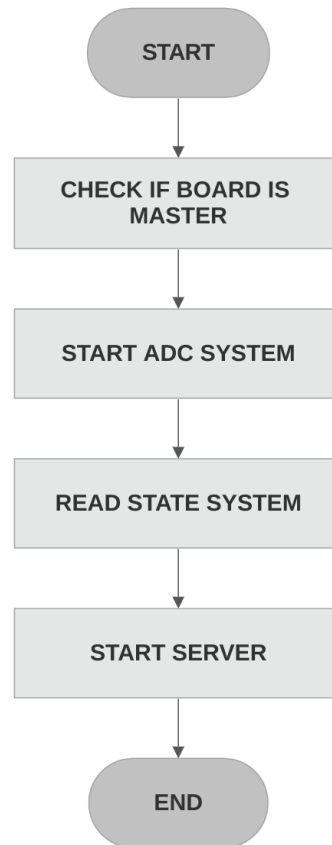 START
CHECK IF BOARD IS
MASTER
START ADC SYSTEM
READ STATE SYSTEM
START SERVER
END